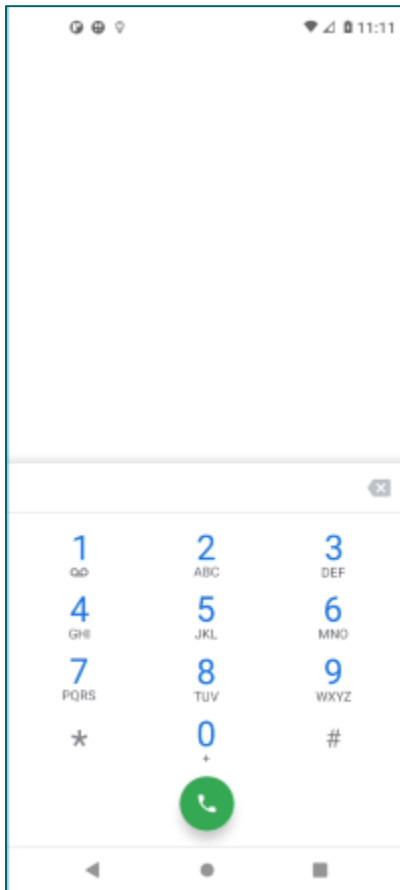 11:11
1 2 3
ABC DEF
4 5 6
GHI JKL MNO
7 8 9
PQRS TUV WXYZ
* 0 #
+